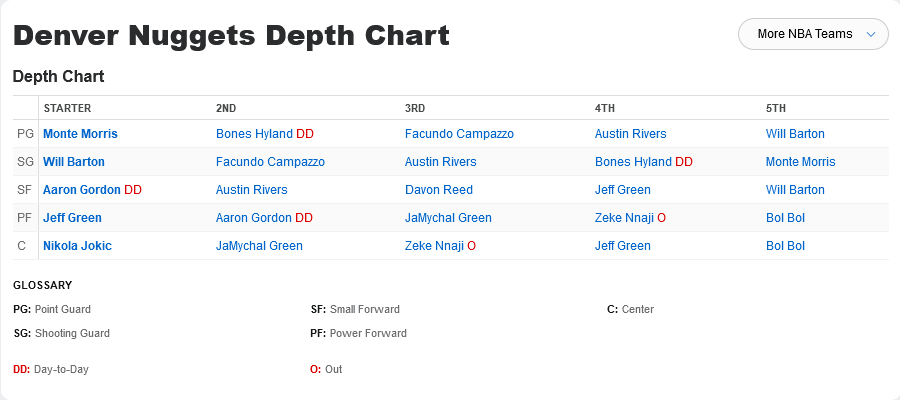 Denver Nuggets Depth Chart
More NBA Teams
Depth Chart
STARTER 2ND 3RD 4TH 5TH
PG Monte Morris Bones Hyland DD Facundo Campazzo Austin Rivers Will Barton
SG Will Barton Facundo Campazzo Austin Rivers Bones Hyland DD Monte Morris
SF Aaron Gordon DD Austin Rivers Davon Reed Jeff Green Will Barton
PF Jeff Green Aaron Gordon DD JaMychal Green Zeke Nnaji O Bol Bol
C Nikola Jokic JaMychal Green Zeke Nnaji O Jeff Green Bol Bol
GLOSSARY
PG: Point Guard SF: Small Forward C: Center
SG: Shooting Guard PF: Power Forward
DD: Day-to-Day O: Out